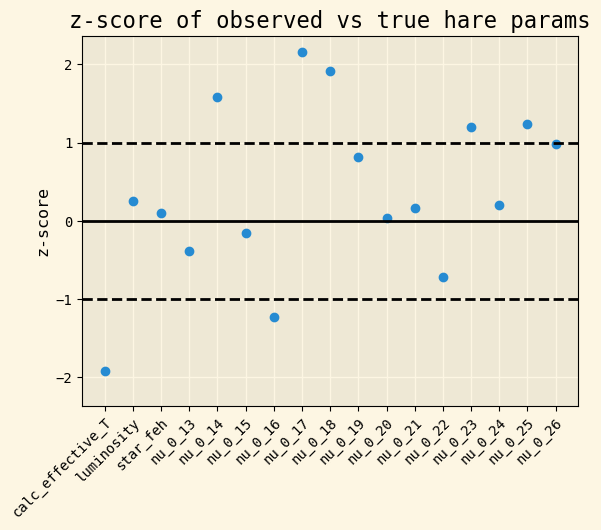 z-score of observed vs true hare params
z-score
2
1
0
−1
−2
calc_effective_T
luminosity
star_feh
nu_0_13
nu_0_14
nu_0_15
nu_0_16
nu_0_17
nu_0_18
nu_0_19
nu_0_20
nu_0_21
nu_0_22
nu_0_23
nu_0_24
nu_0_25
nu_0_26